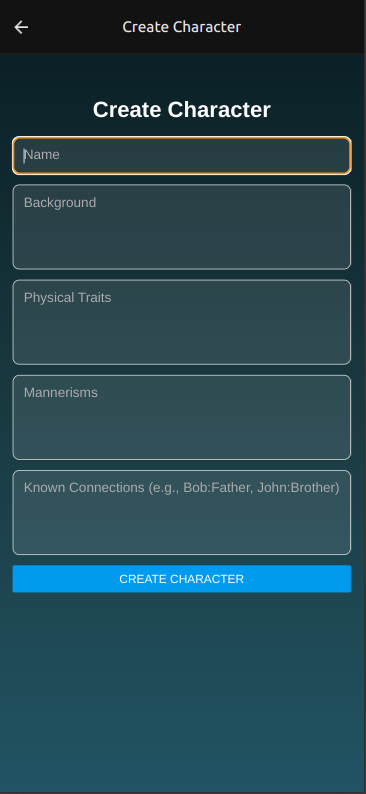 Create Character
Create Character
Name
Background
Physical Traits
Mannerisms
Known Connections (e.g., Bob:Father, John:Brother)
CREATE CHARACTER